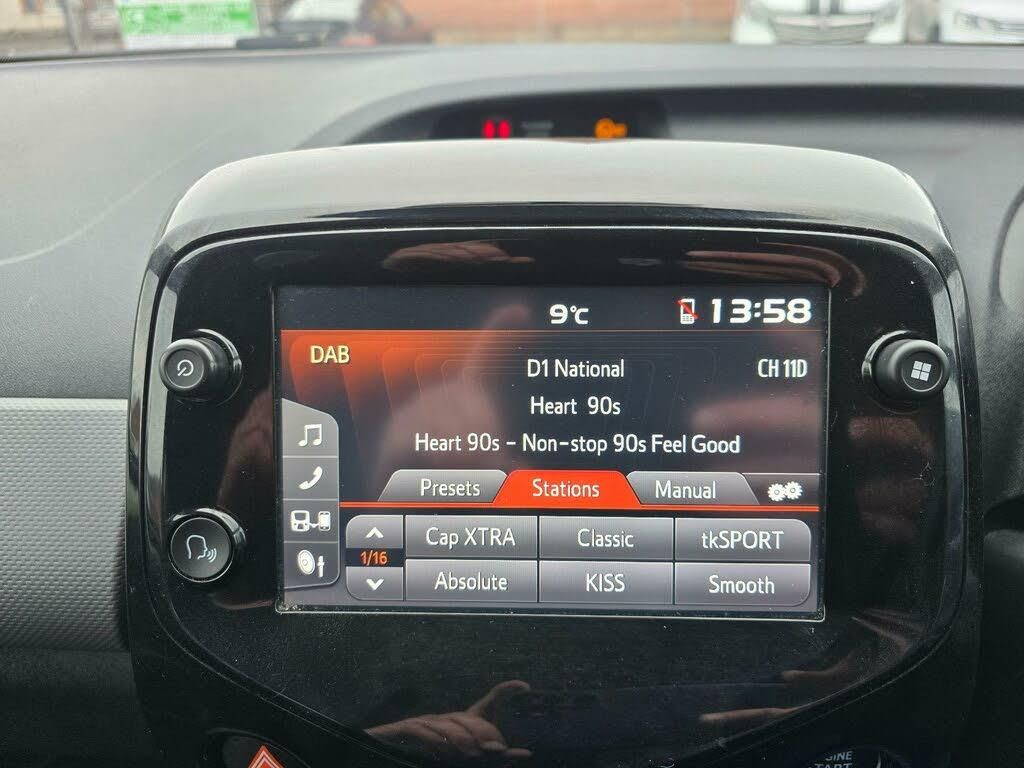 9°C
13:58
DAB
D1 National
CH 11D
Heart 90s
Heart 90s - Non-stop 90s Feel Good
Presets
Stations
Manual
1/16
Cap XTRA
Classic
tkSPORT
Absolute
KISS
Smooth